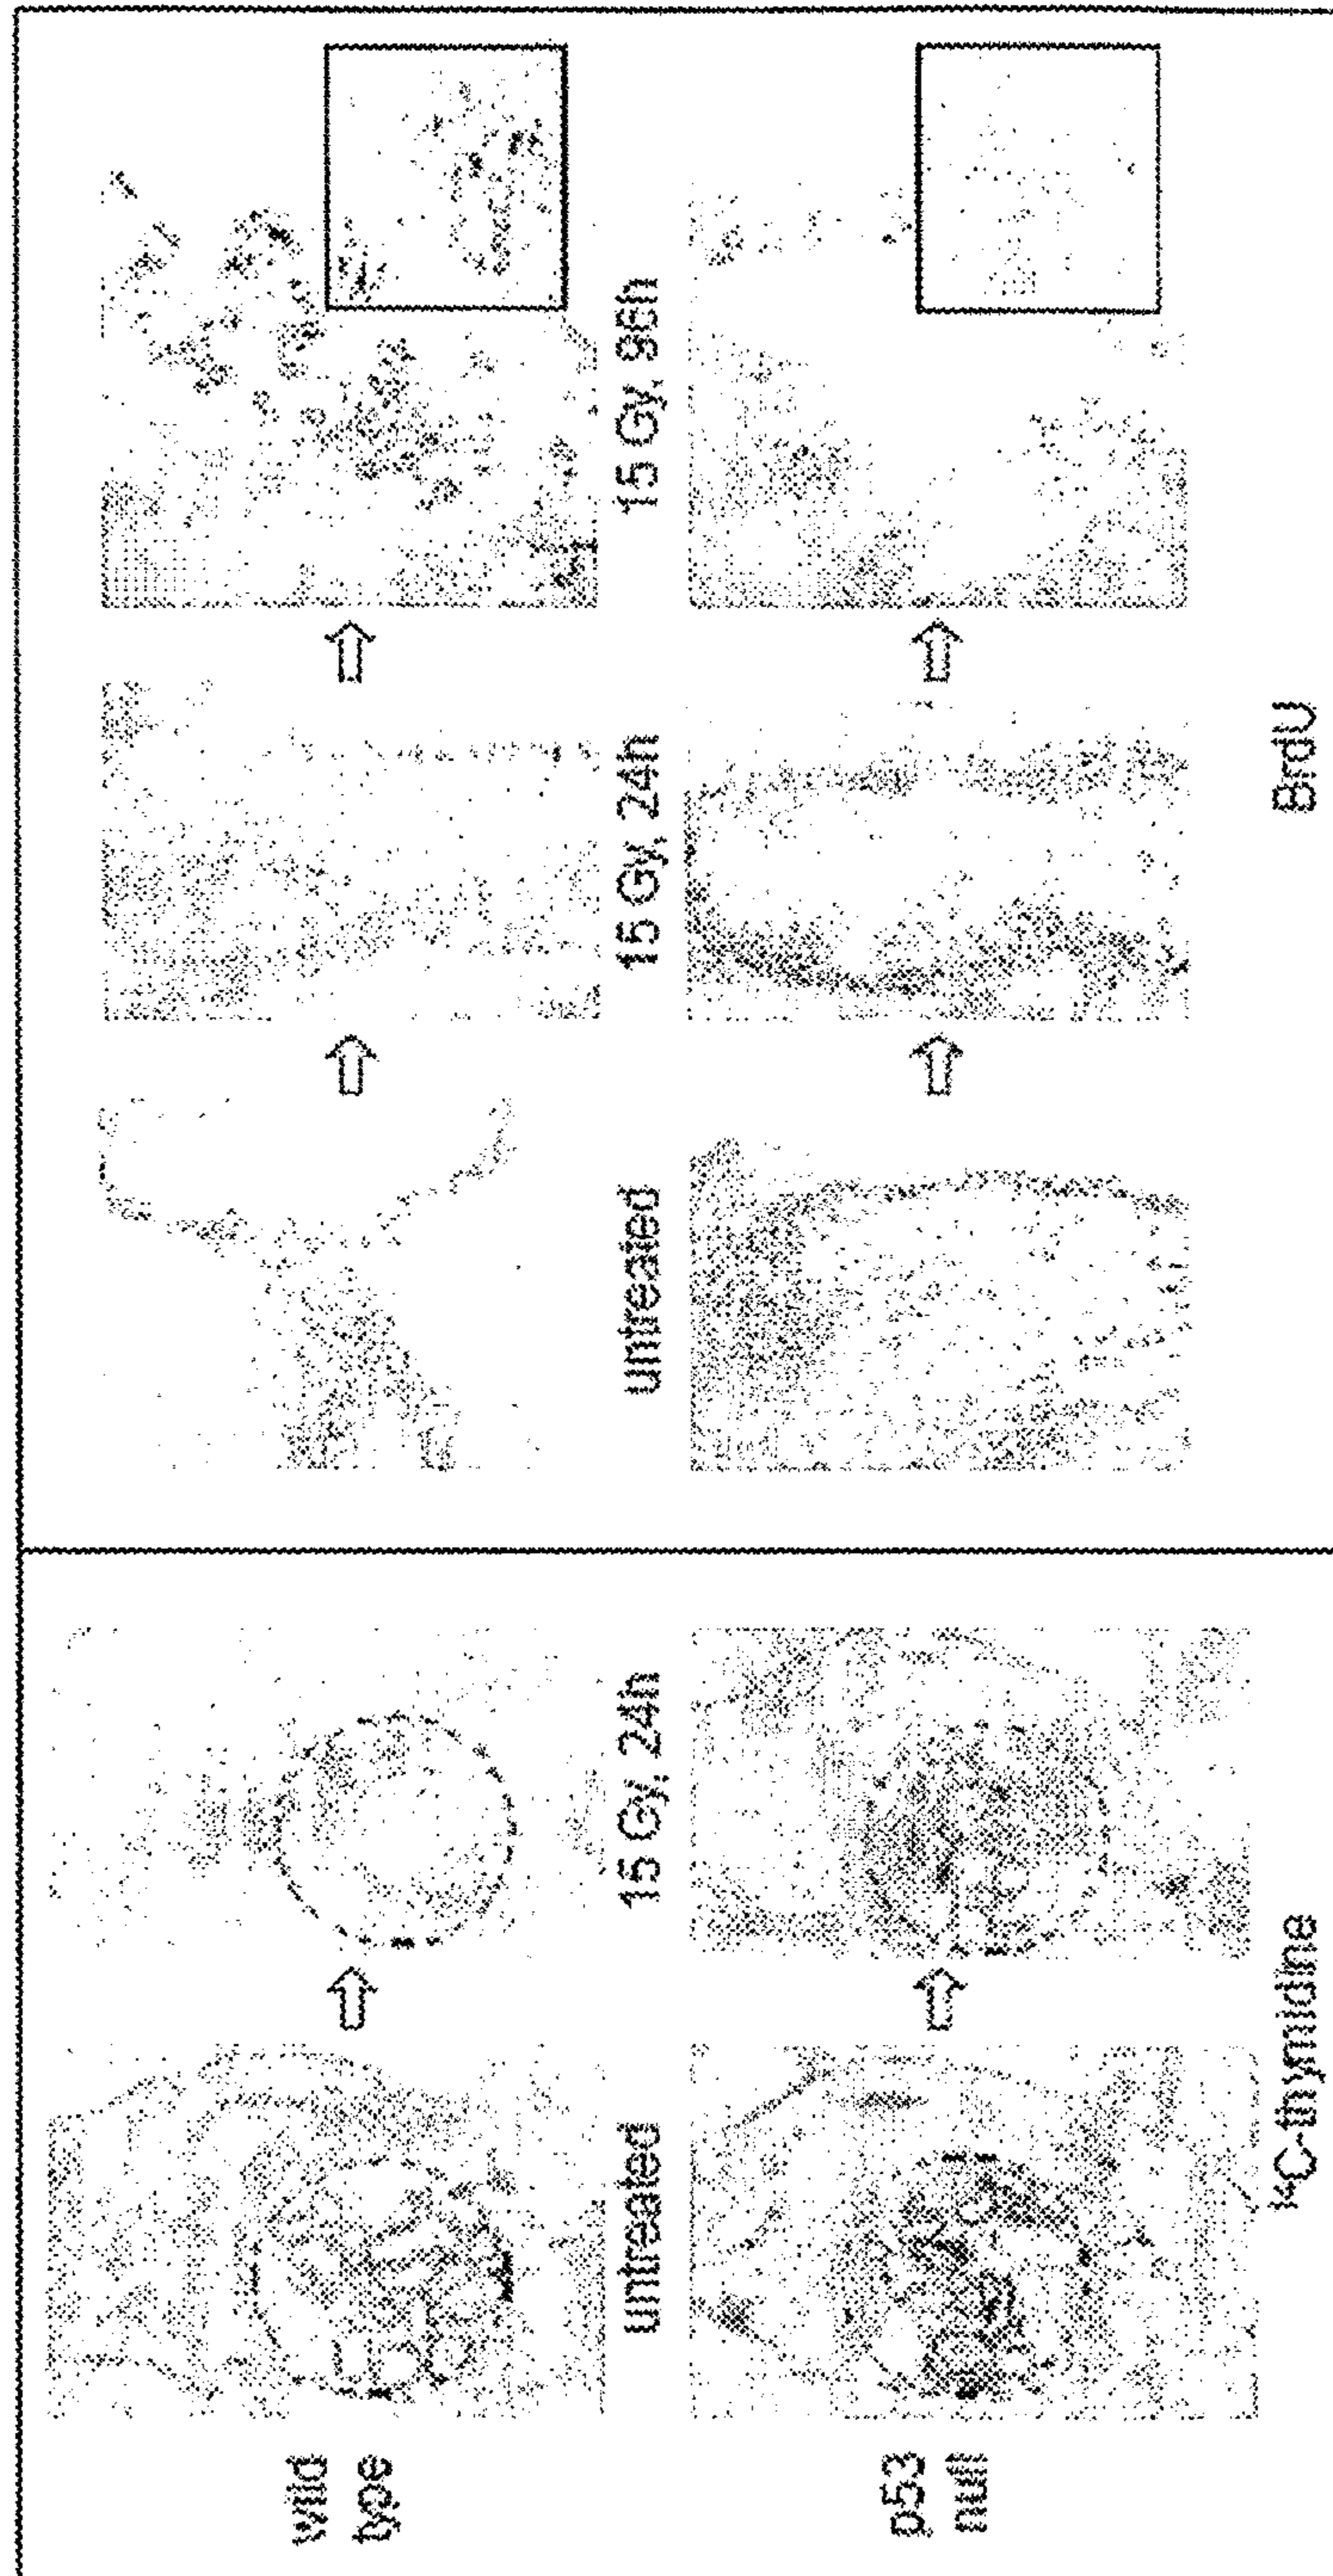 wild
type
untreated
15 Gy, 24h
untreated
15 Gy, 24h
15 Gy, 96h
p53
null
¹⁴C-thymidine
BrdU